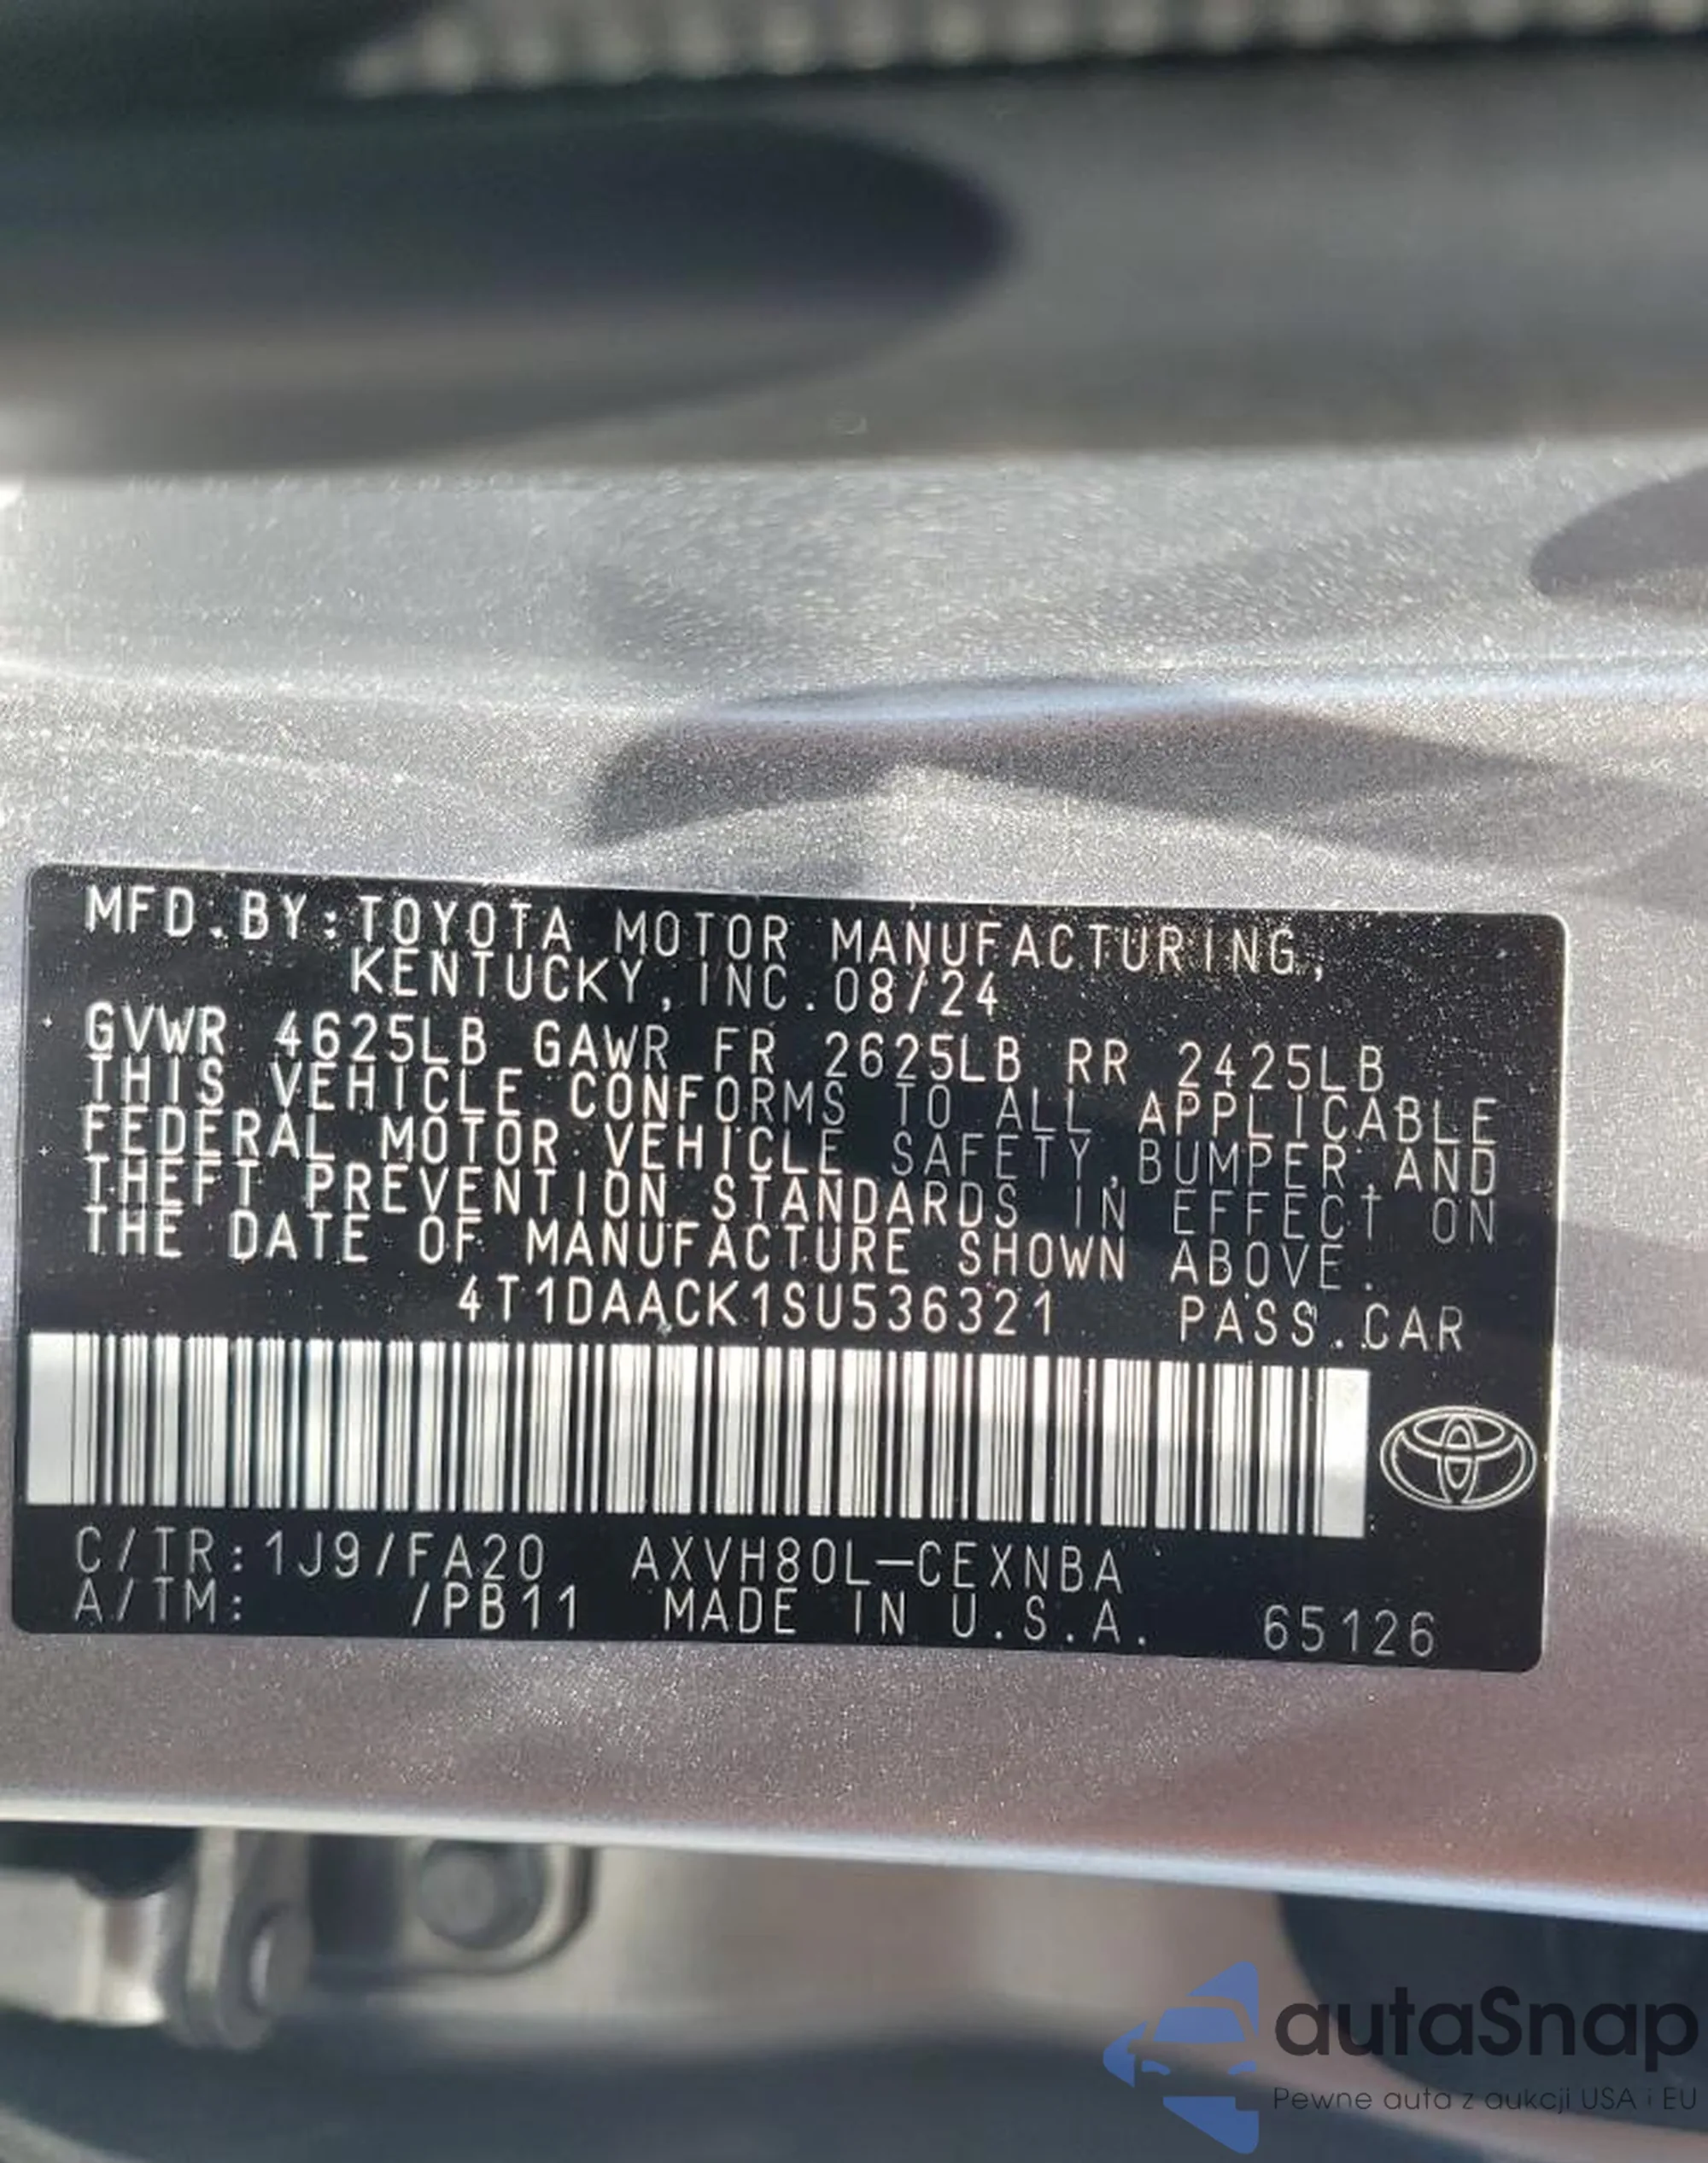 MFD.BY:TOYOTA MOTOR MANUFACTURING,
KENTUCKY, INC.08/24
GVWR 4625LB GAWR FR 2625LB RR 2425LB
THIS VEHICLE CONFORMS TO ALL APPLICABLE
FEDERAL MOTOR VEHICLE SAFETY,BUMPER,AND
THEFT PREVENTION STANDARDS IN EFFECT ON
THE DATE OF MANUFACTURE SHOWN ABOVE.
4T1DAACK1SU536321 PASS.CAR
C/TR:1J9/FA20 AXVH80L-CEXNBA
A/TM: /PB11 MADE IN U.S.A. 65126
autaSnap
Pewne auta z aukcji USA i EU